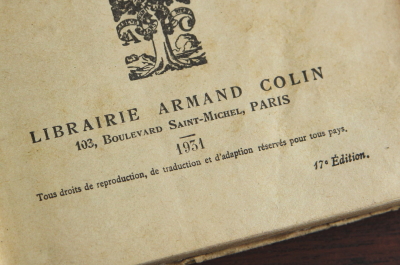 LIBRAIRIE ARMAND COLIN
103, BOULEVARD SAINT-MICHEL, PARIS
1931
Tous droits de reproduction, de traduction et d'adaption réservés pour tous pays.
17e Édition.